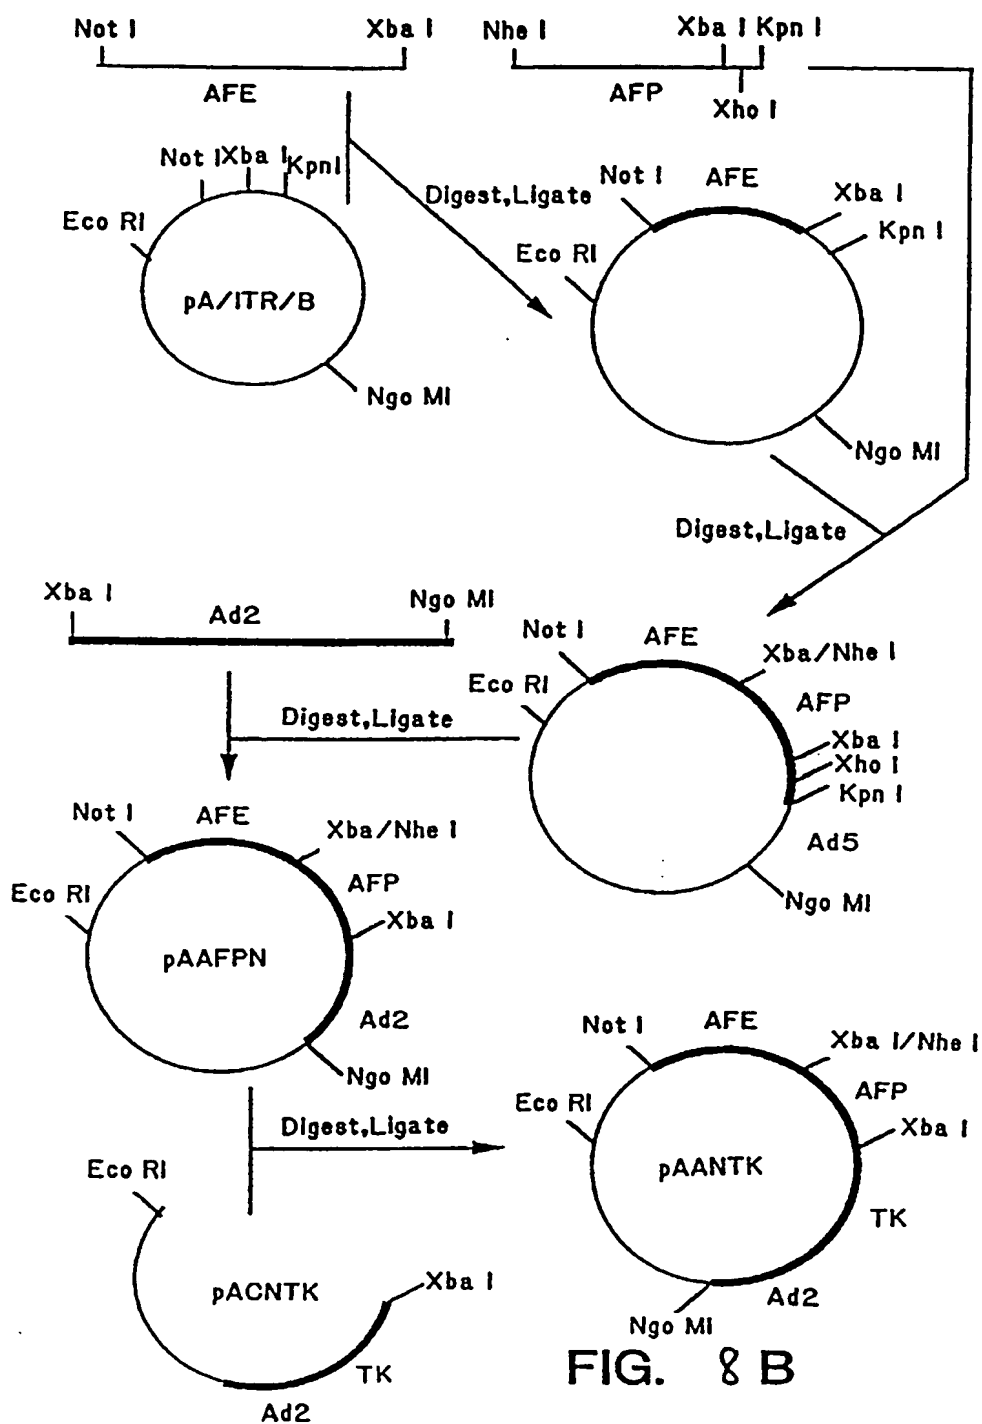 Not I
Xba I
Nhe I
Xba I
Kpn I
AFE
AFP
Xho I
Not I
Xba I
KpnI
Eco RI
pA/ITR/B
Ngo MI
Digest,Ligate
Not I
AFE
Xba I
Kpn I
Eco RI
Ngo MI
Digest,Ligate
Xba I
Ad2
Ngo MI
Digest,Ligate
Not I
AFE
Xba/Nhe I
Eco RI
AFP
Xba I
Xho I
Kpn I
Ad5
Ngo MI
Not I
AFE
Xba/Nhe I
Eco RI
AFP
Xba I
pAAFPN
Ad2
Ngo MI
Digest,Ligate
Eco RI
pACNTK
Xba I
TK
Ad2
Not I
AFE
Xba I/Nhe I
Eco RI
AFP
Xba I
pAANTK
TK
Ad2
Ngo MI
FIG. 8 B